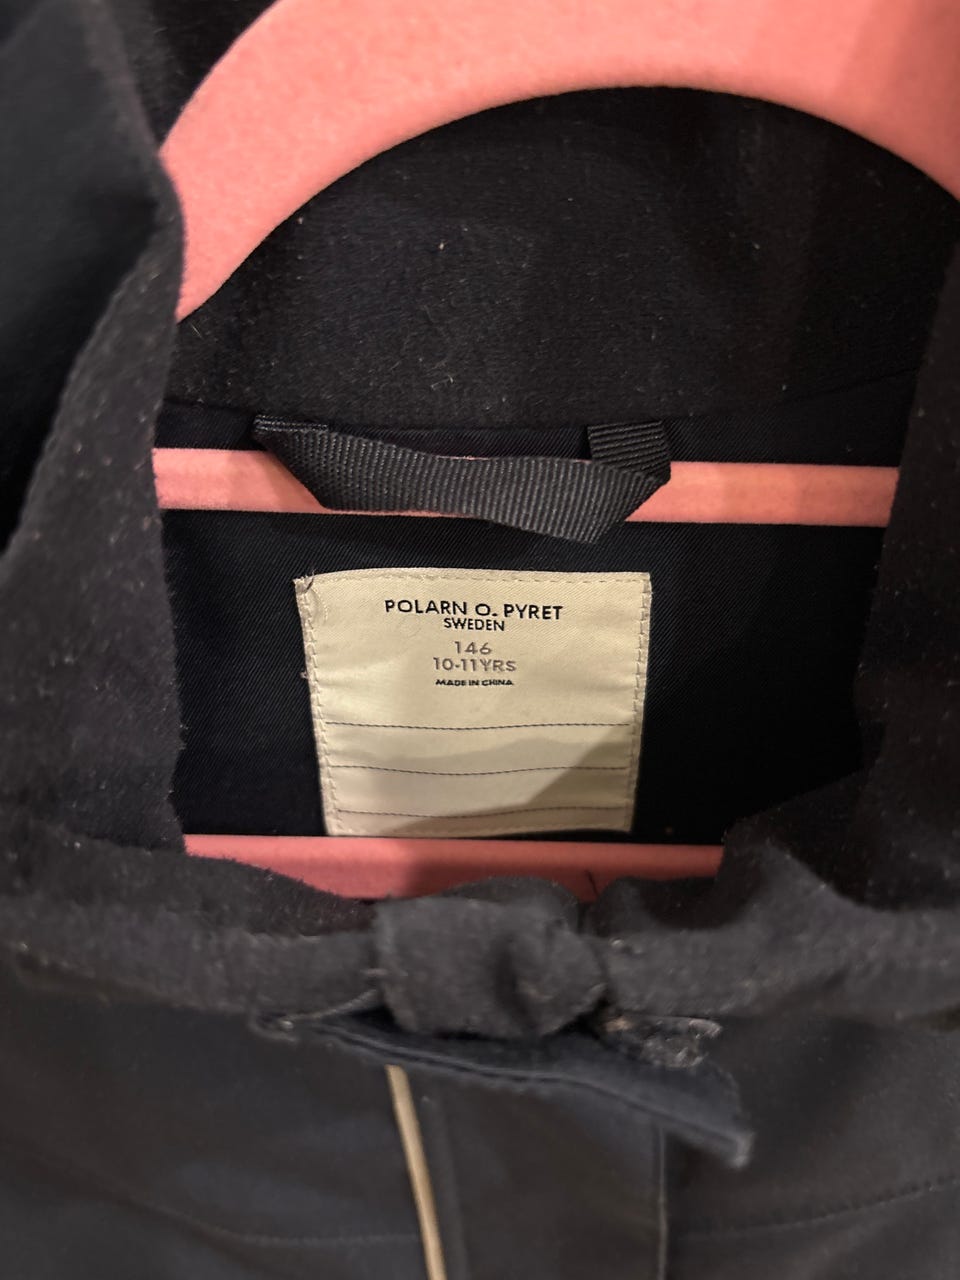 POLARN O. PYRET
SWEDEN
146
10-11YRS
MADE IN CHINA